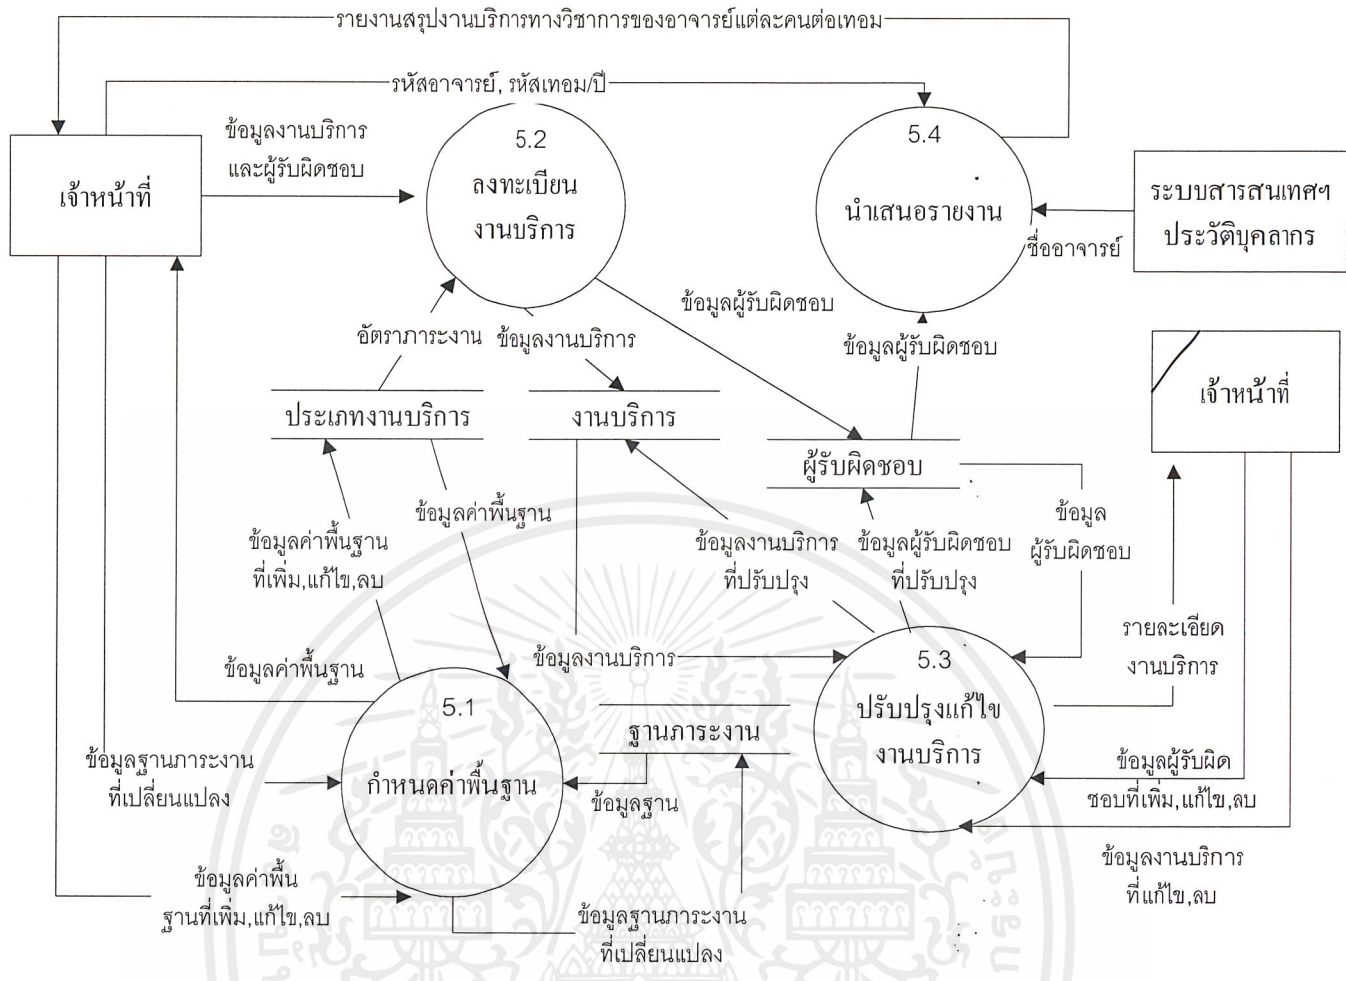 รายงานสรุปงานบริการทางวิชาการของอาจารย์แต่ละคนต่อเทอม
รหัสอาจารย์, รหัสเทอม/ปี
เจ้าหน้าที่
ข้อมูลงานบริการ
และผู้รับผิดชอบ
5.2
ลงทะเบียน
งานบริการ
5.4
นำเสนอรายงาน
ระบบสารสนเทศฯ
ประวัติบุคลากร
ชื่ออาจารย์
อัตราภาระงาน
ข้อมูลงานบริการ
ข้อมูลผู้รับผิดชอบ
ข้อมูลผู้รับผิดชอบ
เจ้าหน้าที่
ประเภทงานบริการ
งานบริการ
ผู้รับผิดชอบ
ข้อมูลค่าพื้นฐาน
ที่เพิ่ม,แก้ไข,ลบ
ข้อมูลค่าพื้นฐาน
ข้อมูลงานบริการ
ที่ปรับปรุง
ข้อมูลผู้รับผิดชอบ
ที่ปรับปรุง
ข้อมูล
ผู้รับผิดชอบ
ข้อมูลค่าพื้นฐาน
ข้อมูลงานบริการ
รายละเอียด
งานบริการ
5.1
กำหนดค่าพื้นฐาน
ฐานภาระงาน
5.3
ปรับปรุงแก้ไข
งานบริการ
ข้อมูลฐานภาระงาน
ที่เปลี่ยนแปลง
ข้อมูลฐาน
ข้อมูลผู้รับผิด
ชอบที่เพิ่ม,แก้ไข,ลบ
ข้อมูลค่าพื้น
ฐานที่เพิ่ม,แก้ไข,ลบ
ข้อมูลฐานภาระงาน
ที่เปลี่ยนแปลง
ข้อมูลงานบริการ
ที่แก้ไข,ลบ